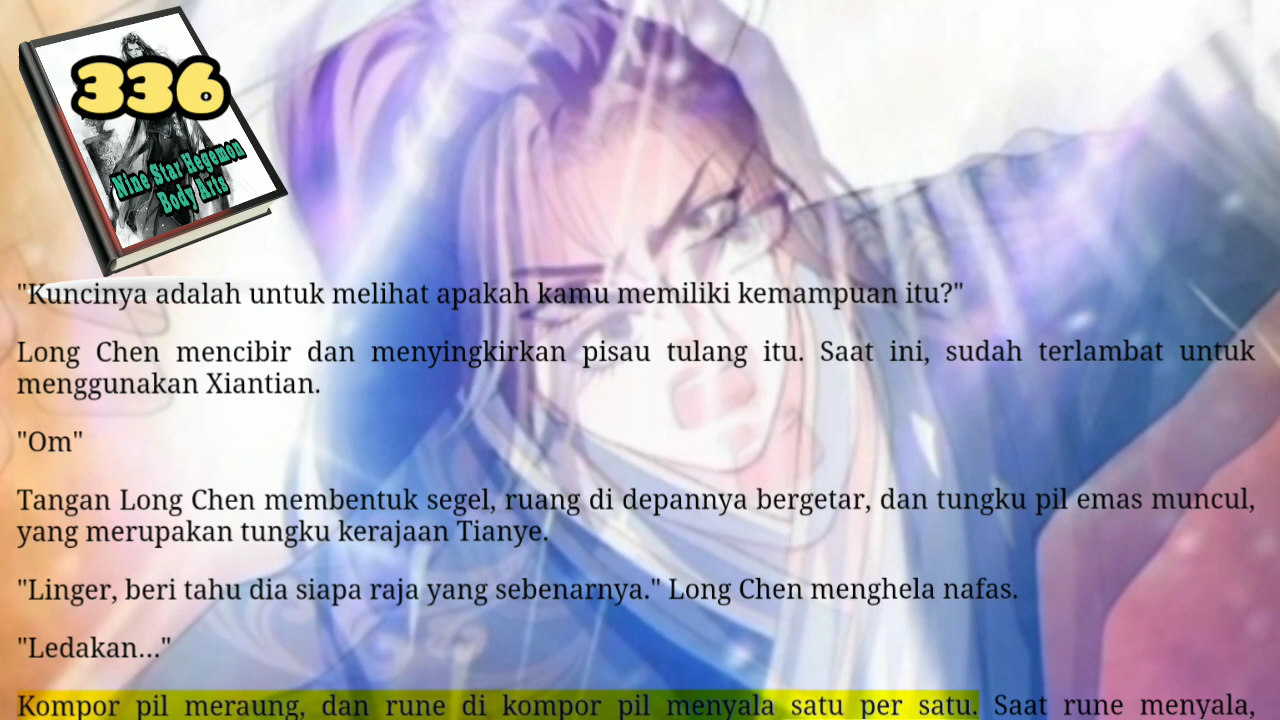 336
Nine Star Hegemon
Body Arts
"Kuncinya adalah untuk melihat apakah kamu memiliki kemampuan itu?"
Long Chen mencibir dan menyingkirkan pisau tulang itu. Saat ini, sudah terlambat untuk
menggunakan Xiantian.
"Om"
Tangan Long Chen membentuk segel, ruang di depannya bergetar, dan tungku pil emas muncul,
yang merupakan tungku kerajaan Tianye.
"Linger, beri tahu dia siapa raja yang sebenarnya." Long Chen menghela nafas.
"Ledakan..."
Kompor pil meraung, dan rune di kompor pil menyala satu per satu. Saat rune menyala,